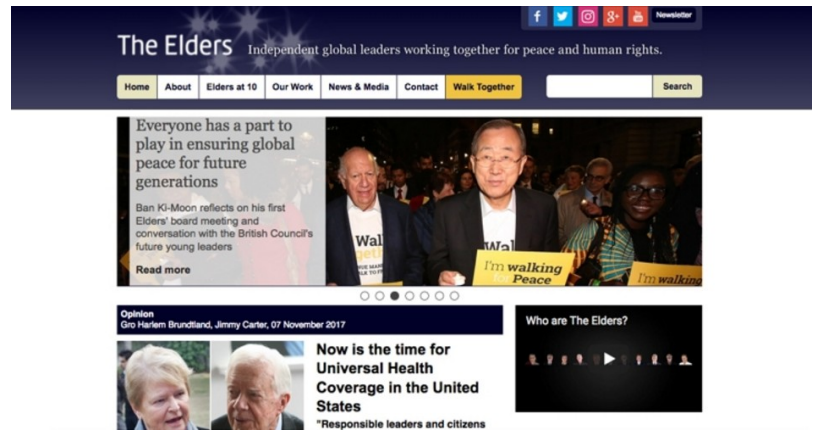 Newsletter
The Elders Independent global leaders working together for peace and human rights.
Home About Elders at 10 Our Work News & Media Contact Walk Together Search
Everyone has a part to
play in ensuring global
peace for future
generations
Ban Ki-Moon reflects on his first
Elders' board meeting and
conversation with the British Council's
future young leaders
Read more
Wal
I'm walking
for Peace
Wal
I'm walking
Opinion
Gro Harlem Brundtland, Jimmy Carter, 07 November 2017
Now is the time for
Universal Health
Coverage in the United
States
"Responsible leaders and citizens
Who are The Elders?